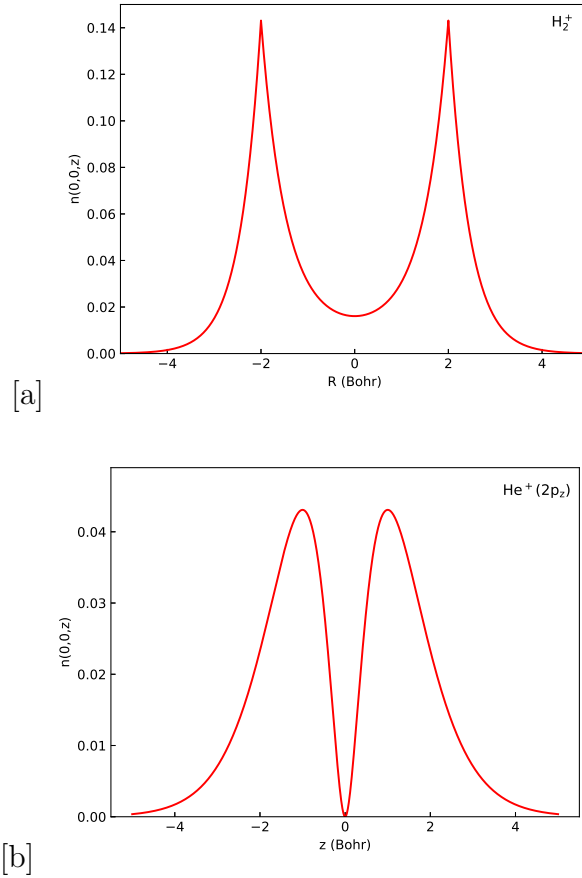 H₂⁺
n(0,0,z)
0.14
0.12
0.10
0.08
0.06
0.04
0.02
0.00
−4 −2 0 2 4
R (Bohr)
[a]
He⁺(2p_z)
n(0,0,z)
0.04
0.03
0.02
0.01
0.00
−4 −2 0 2 4
z (Bohr)
[b]